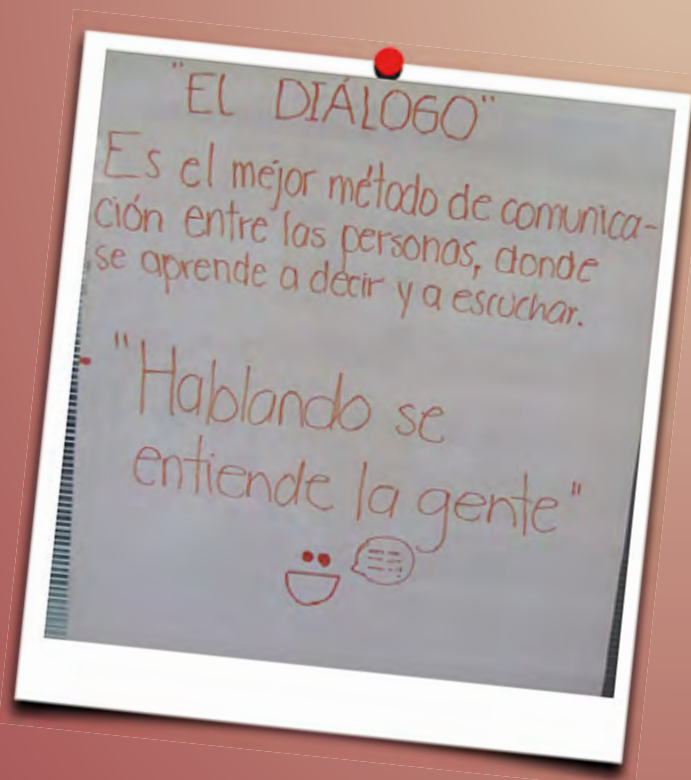 "EL DIÁLOGO"
Es el mejor método de comunica-
ción entre las personas, donde
se aprende a decir y a escuchar.
- "Hablando se
entiende la gente"